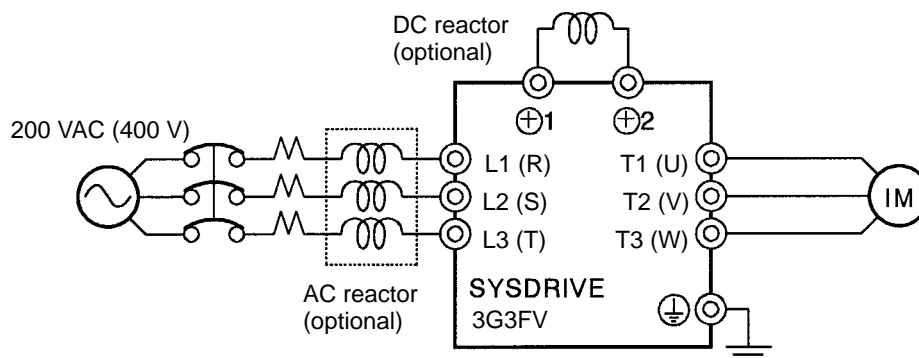 DC reactor
(optional)
⊕1
⊕2
200 VAC (400 V)
L1 (R)
T1 (U)
L2 (S)
T2 (V)
IM
L3 (T)
T3 (W)
AC reactor
(optional)
SYSDRIVE
3G3FV